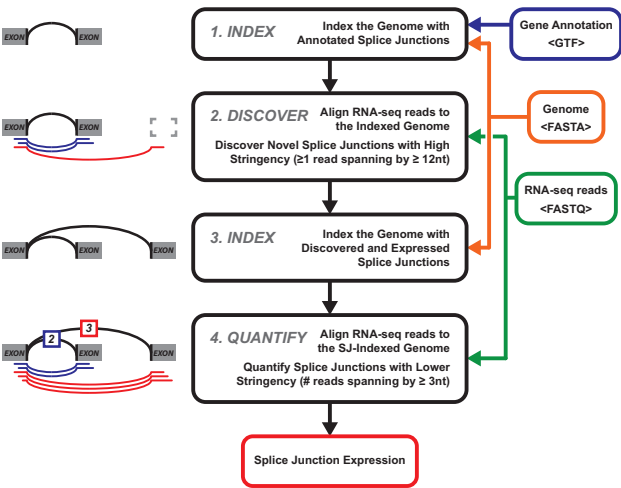 EXON
EXON
1. INDEX
Index the Genome with
Annotated Splice Junctions
Gene Annotation
<GTF>
EXON
EXON
2. DISCOVER
Align RNA-seq reads to
the Indexed Genome
Discover Novel Splice Junctions with High
Stringency (≥1 read spanning by ≥ 12nt)
Genome
<FASTA>
RNA-seq reads
<FASTQ>
EXON
EXON
EXON
3. INDEX
Index the Genome with
Discovered and Expressed
Splice Junctions
2
3
EXON
EXON
EXON
4. QUANTIFY
Align RNA-seq reads to
the SJ-Indexed Genome
Quantify Splice Junctions with Lower
Stringency (# reads spanning by ≥ 3nt)
Splice Junction Expression